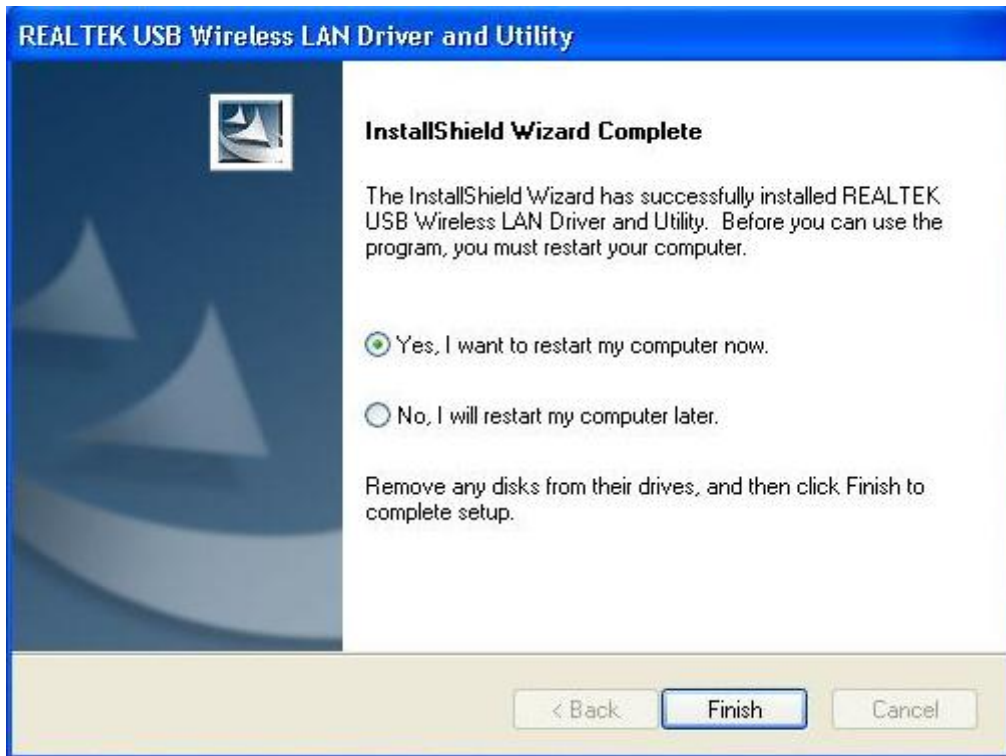 REALTEK USB Wireless LAN Driver and Utility
InstallShield Wizard Complete
The InstallShield Wizard has successfully installed REALTEK
USB Wireless LAN Driver and Utility.  Before you can use the
program, you must restart your computer.
Yes, I want to restart my computer now.
No, I will restart my computer later.
Remove any disks from their drives, and then click Finish to
complete setup.
< Back Finish Cancel